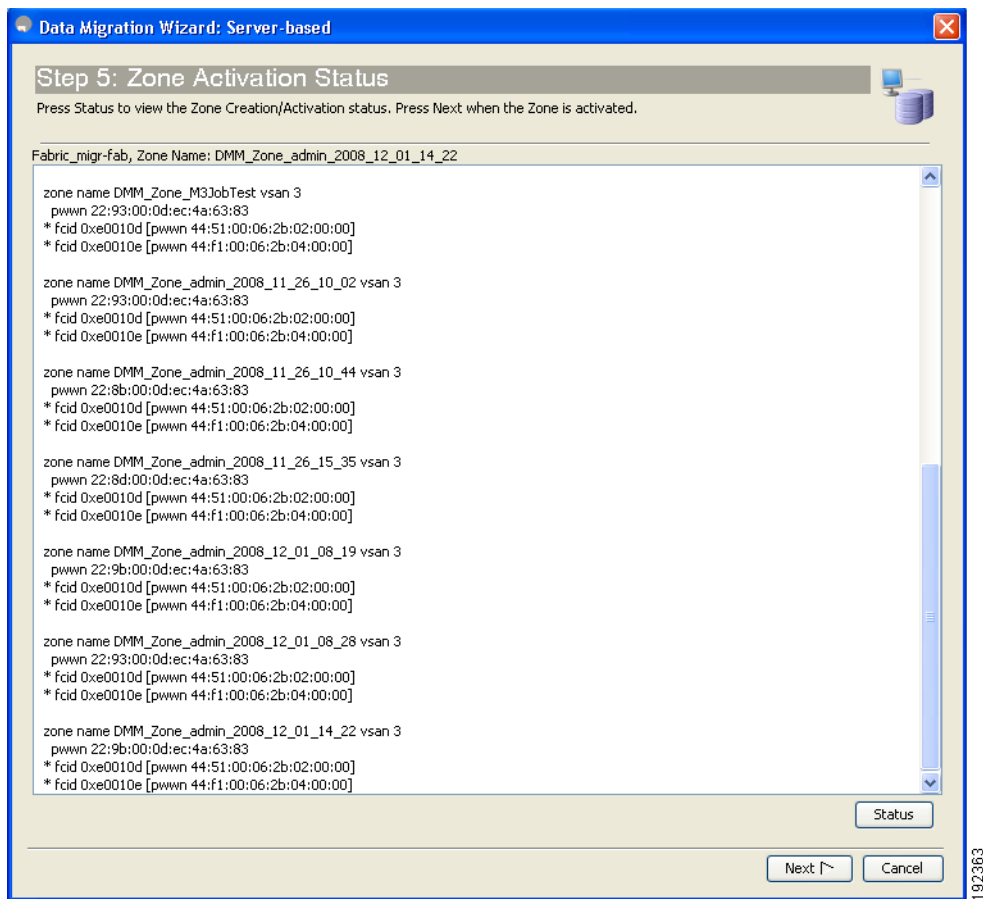 Data Migration Wizard: Server-based
Step 5: Zone Activation Status
Press Status to view the Zone Creation/Activation status. Press Next when the Zone is activated.
Fabric_migr-fab, Zone Name: DMM_Zone_admin_2008_12_01_14_22
zone name DMM_Zone_M3JobTest vsan 3
pwwn 22:93:00:0d:ec:4a:63:83
* fcid 0xe0010d [pwwn 44:51:00:06:2b:02:00:00]
* fcid 0xe0010e [pwwn 44:f1:00:06:2b:04:00:00]
zone name DMM_Zone_admin_2008_11_26_10_02 vsan 3
pwwn 22:93:00:0d:ec:4a:63:83
* fcid 0xe0010d [pwwn 44:51:00:06:2b:02:00:00]
* fcid 0xe0010e [pwwn 44:f1:00:06:2b:04:00:00]
zone name DMM_Zone_admin_2008_11_26_10_44 vsan 3
pwwn 22:8b:00:0d:ec:4a:63:83
* fcid 0xe0010d [pwwn 44:51:00:06:2b:02:00:00]
* fcid 0xe0010e [pwwn 44:f1:00:06:2b:04:00:00]
zone name DMM_Zone_admin_2008_11_26_15_35 vsan 3
pwwn 22:8d:00:0d:ec:4a:63:83
* fcid 0xe0010d [pwwn 44:51:00:06:2b:02:00:00]
* fcid 0xe0010e [pwwn 44:f1:00:06:2b:04:00:00]
zone name DMM_Zone_admin_2008_12_01_08_19 vsan 3
pwwn 22:9b:00:0d:ec:4a:63:83
* fcid 0xe0010d [pwwn 44:51:00:06:2b:02:00:00]
* fcid 0xe0010e [pwwn 44:f1:00:06:2b:04:00:00]
zone name DMM_Zone_admin_2008_12_01_08_28 vsan 3
pwwn 22:93:00:0d:ec:4a:63:83
* fcid 0xe0010d [pwwn 44:51:00:06:2b:02:00:00]
* fcid 0xe0010e [pwwn 44:f1:00:06:2b:04:00:00]
zone name DMM_Zone_admin_2008_12_01_14_22 vsan 3
pwwn 22:9b:00:0d:ec:4a:63:83
* fcid 0xe0010d [pwwn 44:51:00:06:2b:02:00:00]
* fcid 0xe0010e [pwwn 44:f1:00:06:2b:04:00:00]
Status
Next
Cancel
192363